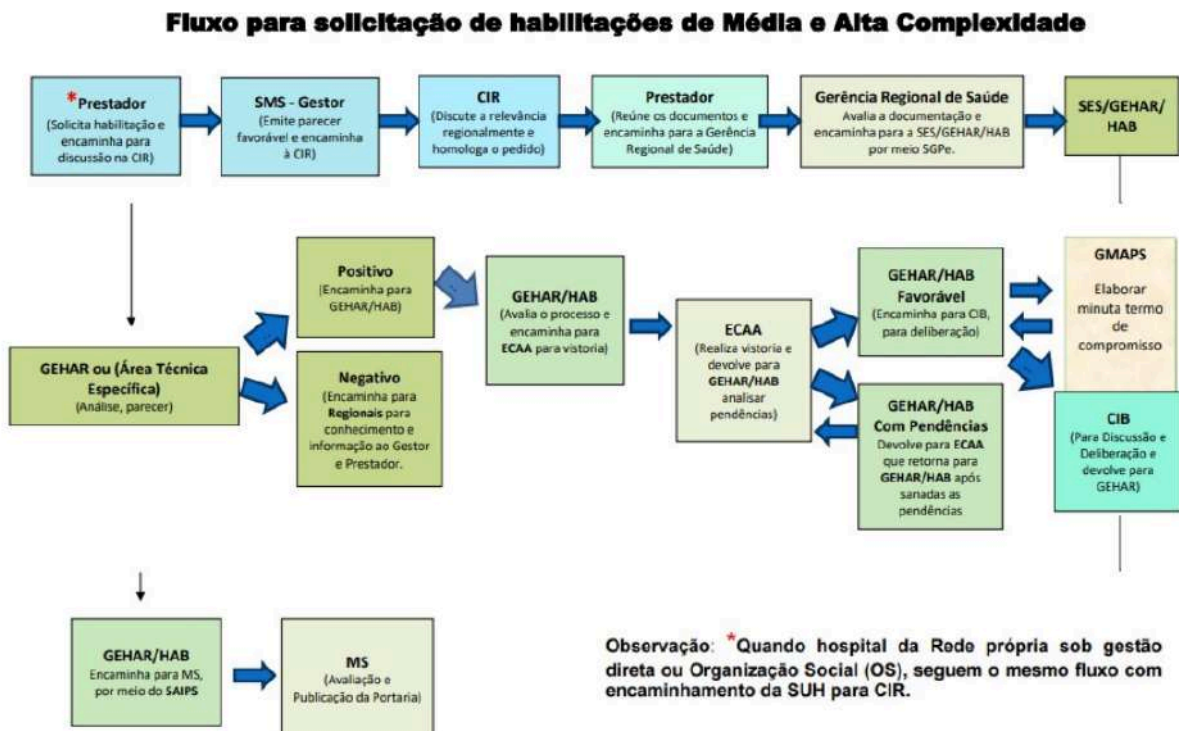 Fluxo para solicitação de habilitações de Média e Alta Complexidade
*Prestador
(Solicita habilitação e
encaminha para
discussão na CIR)
SMS - Gestor
(Emite parecer
favorável e encaminha
à CIR)
CIR
(Discute a relevância
regionalmente e
homologa o pedido)
Prestador
(Reúne os documentos e
encaminha para a Gerência
Regional de Saúde)
Gerência Regional de Saúde
Avalia a documentação e
encaminha para a SES/GEHAR/HAB
por meio SGPe.
SES/GEHAR/
HAB
GEHAR ou (Área Técnica
Específica)
(Análise, parecer)
Positivo
(Encaminha para
GEHAR/HAB)
Negativo
(Encaminha para
Regionais para
conhecimento e
informação ao Gestor
e Prestador.
GEHAR/HAB
(Avalia o processo e
encaminha para
ECAA para vistoria)
ECAA
(Realiza vistoria e
devolve para
GEHAR/HAB
analisar
pendências)
GEHAR/HAB
Favorável
(Encaminha para CIB,
para deliberação)
GEHAR/HAB
Com Pendências
Devolve para ECAA
que retorna para
GEHAR/HAB após
sanadas as
pendências
GMAPS
Elaborar
minuta termo
de
compromisso
CIB
(Para Discussão e
Deliberação e
devolve para
GEHAR)
GEHAR/HAB
Encaminha para MS,
por meio do SAIPS
MS
(Avaliação e
Publicação da Portaria)
Observação: *Quando hospital da Rede própria sob gestão
direta ou Organização Social (OS), seguem o mesmo fluxo com
encaminhamento da SUH para CIR.